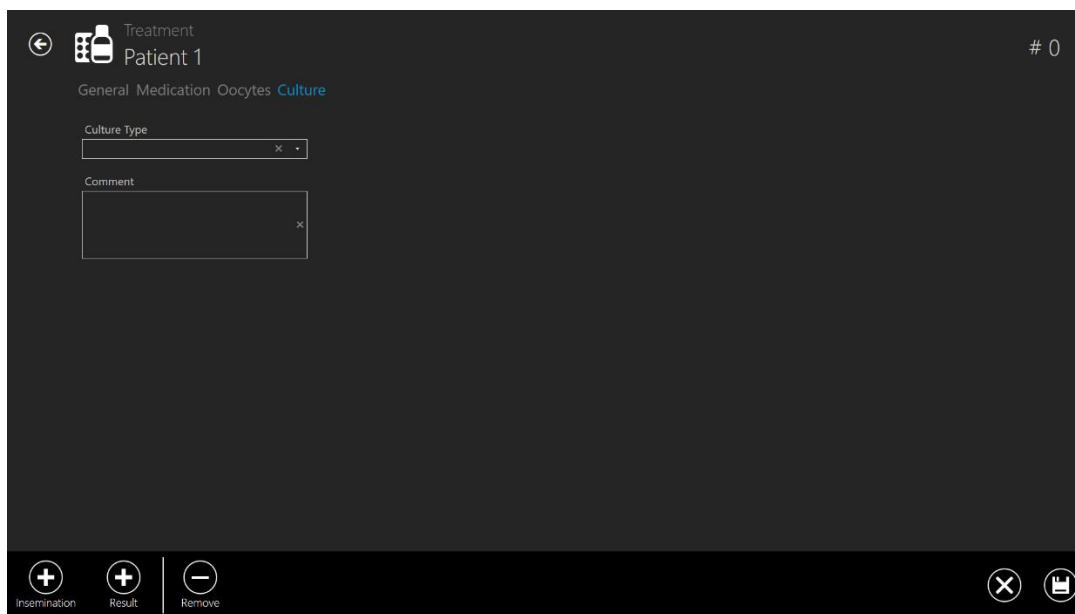 Treatment
Patient 1
# 0
General Medication Oocytes Culture
Culture Type
Comment
Insemination Result Remove